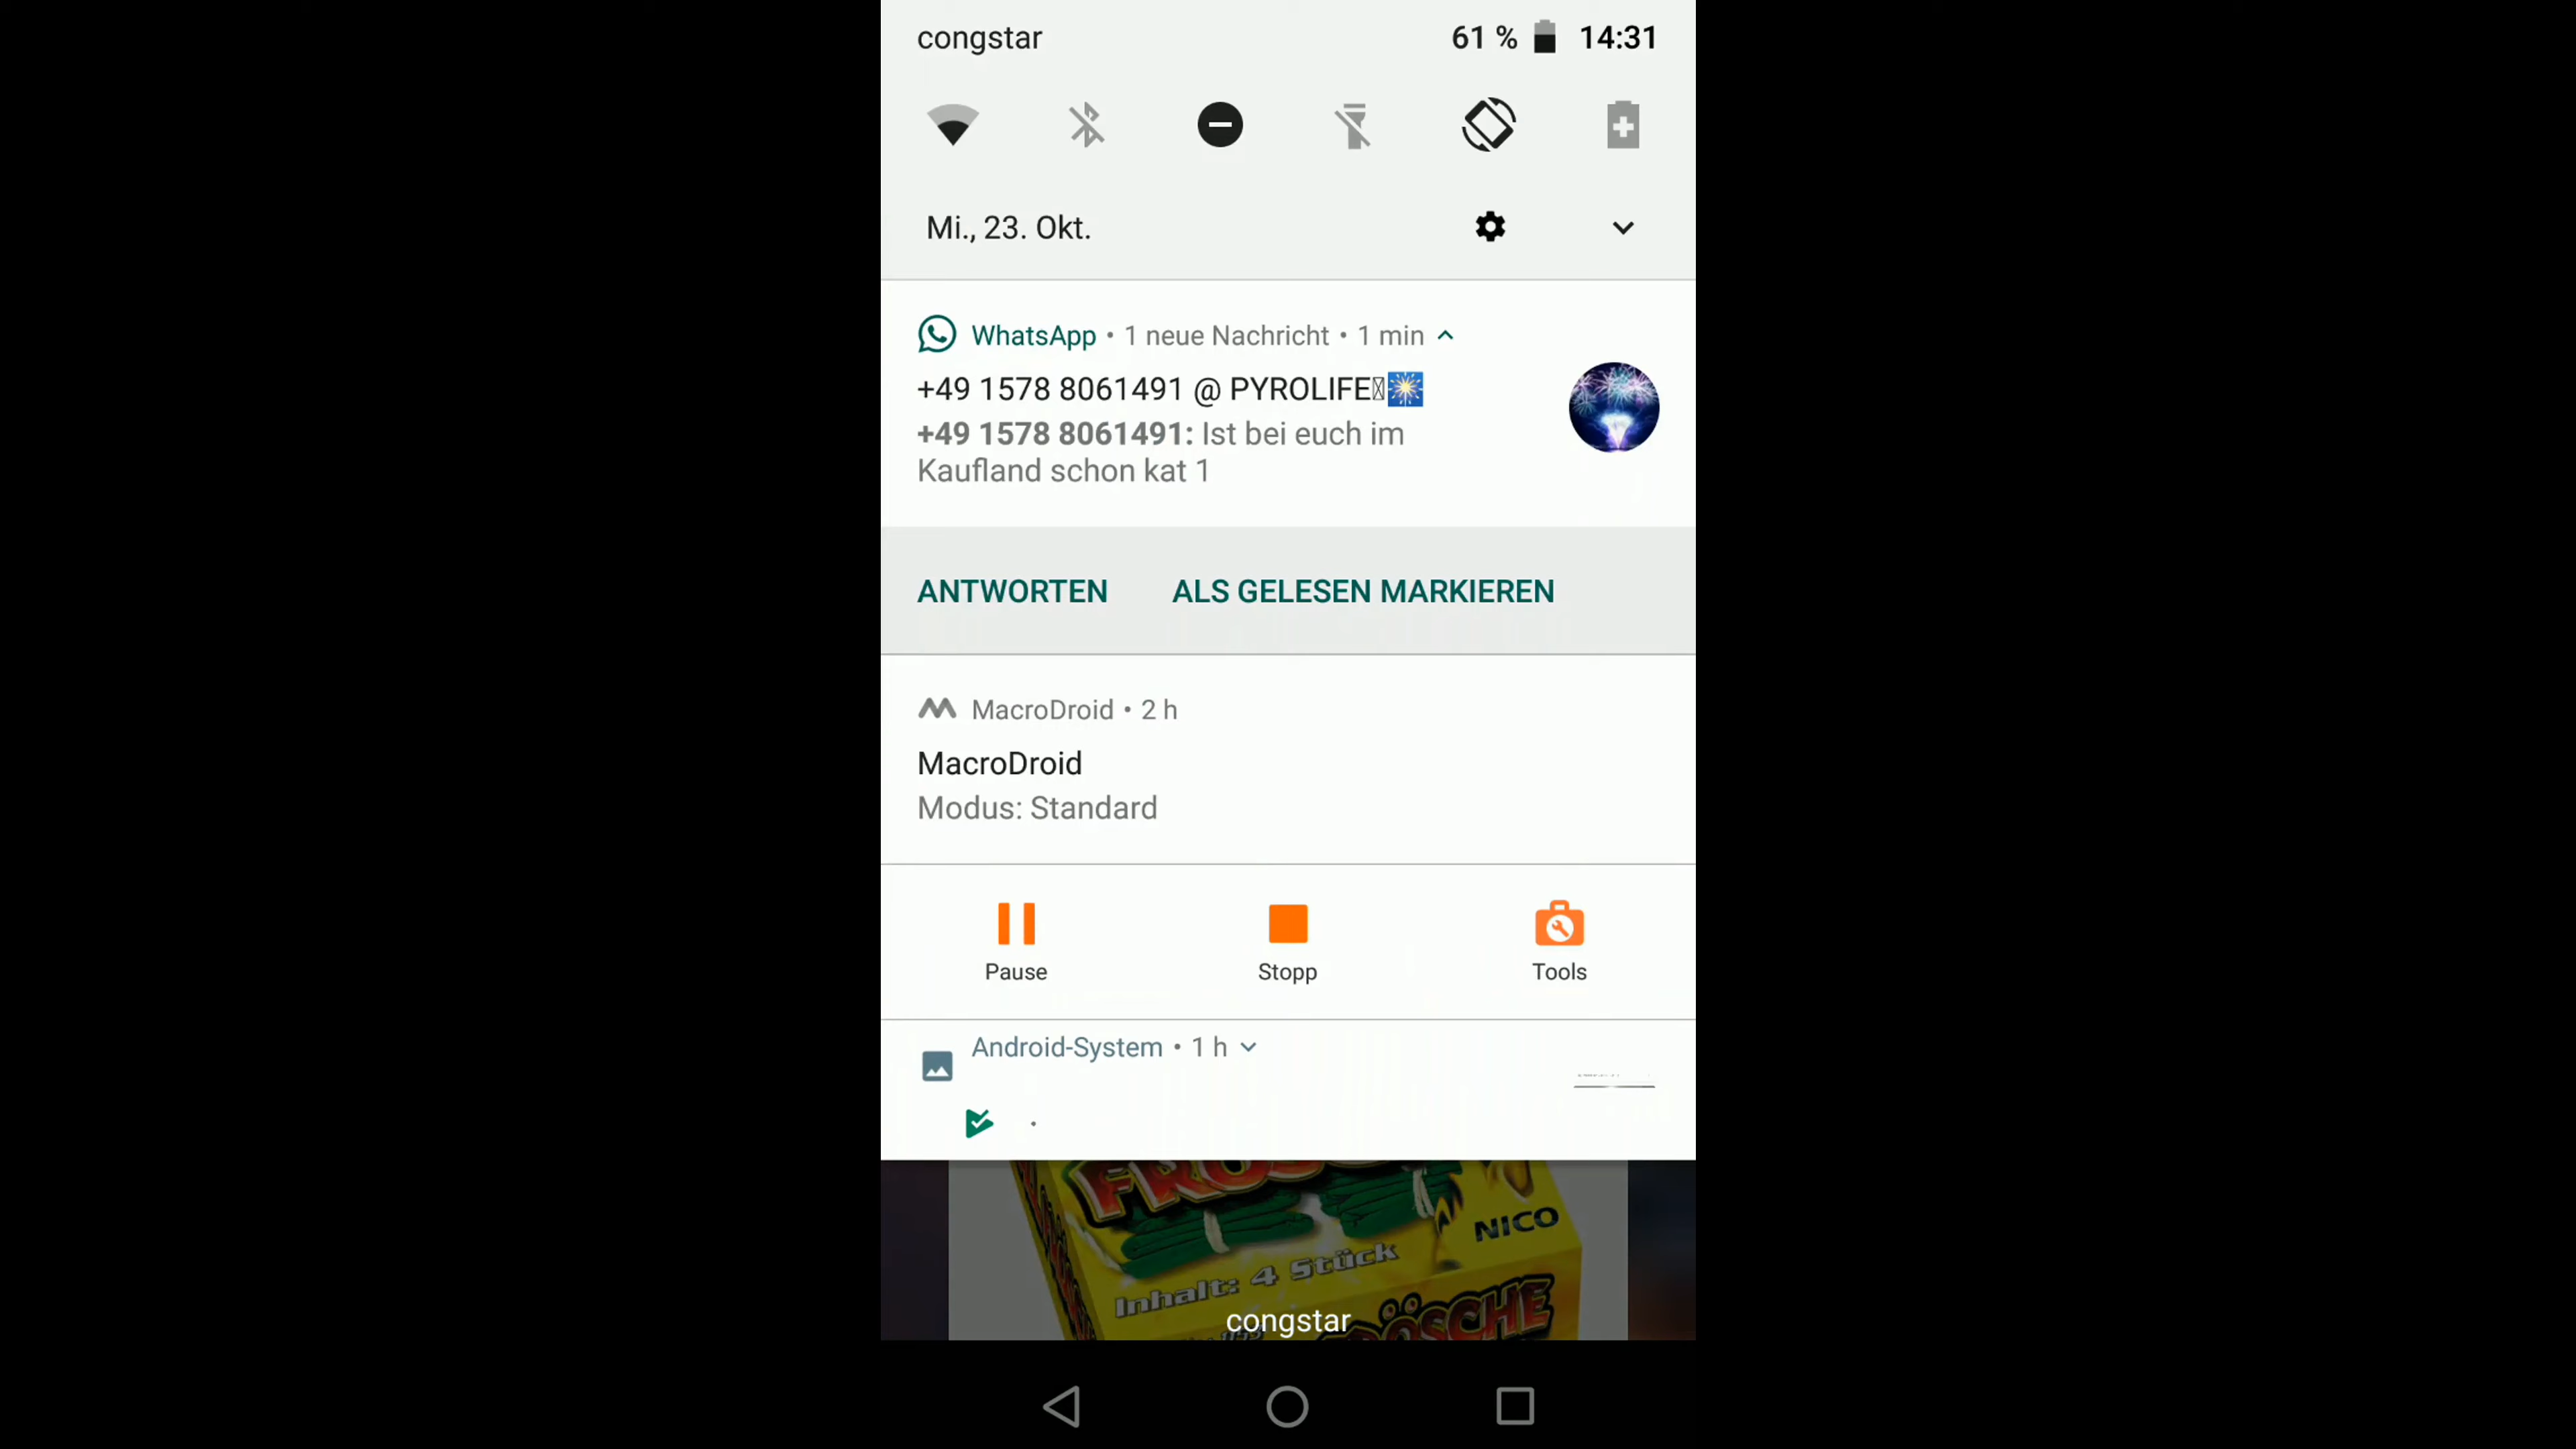 congstar 61 % 14:31
Mi., 23. Okt.
WhatsApp • 1 neue Nachricht • 1 min
+49 1578 8061491 @ PYROLIFE🎆
+49 1578 8061491: Ist bei euch im
Kaufland schon kat 1
ANTWORTEN ALS GELESEN MARKIEREN
MacroDroid • 2 h
MacroDroid
Modus: Standard
Pause Stopp Tools
Android-System • 1 h
NICO
Inhalt: 4 Stück
congstar